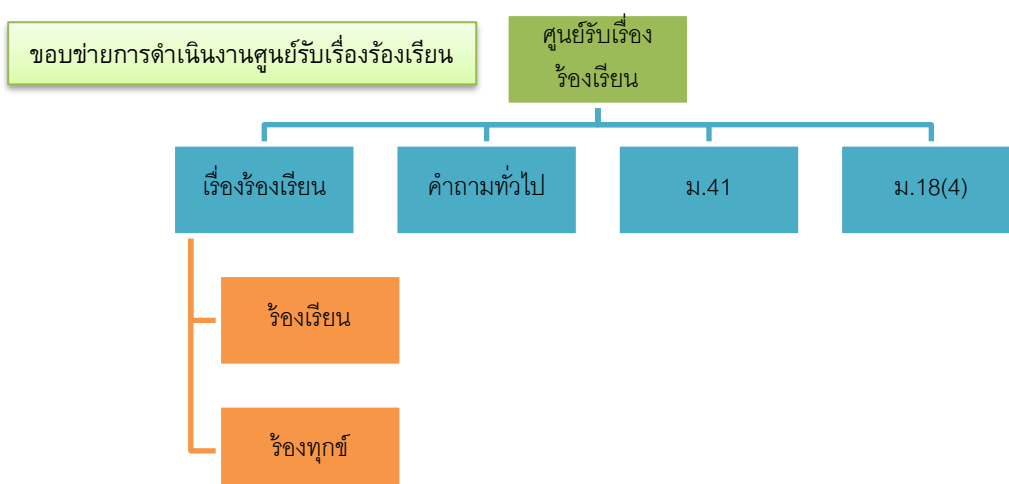 ขอบข่ายการดำเนินงานศูนย์รับเรื่องร้องเรียน
ศูนย์รับเรื่อง
ร้องเรียน
เรื่องร้องเรียน
คำถามทั่วไป
ม.41
ม.18(4)
ร้องเรียน
ร้องทุกข์